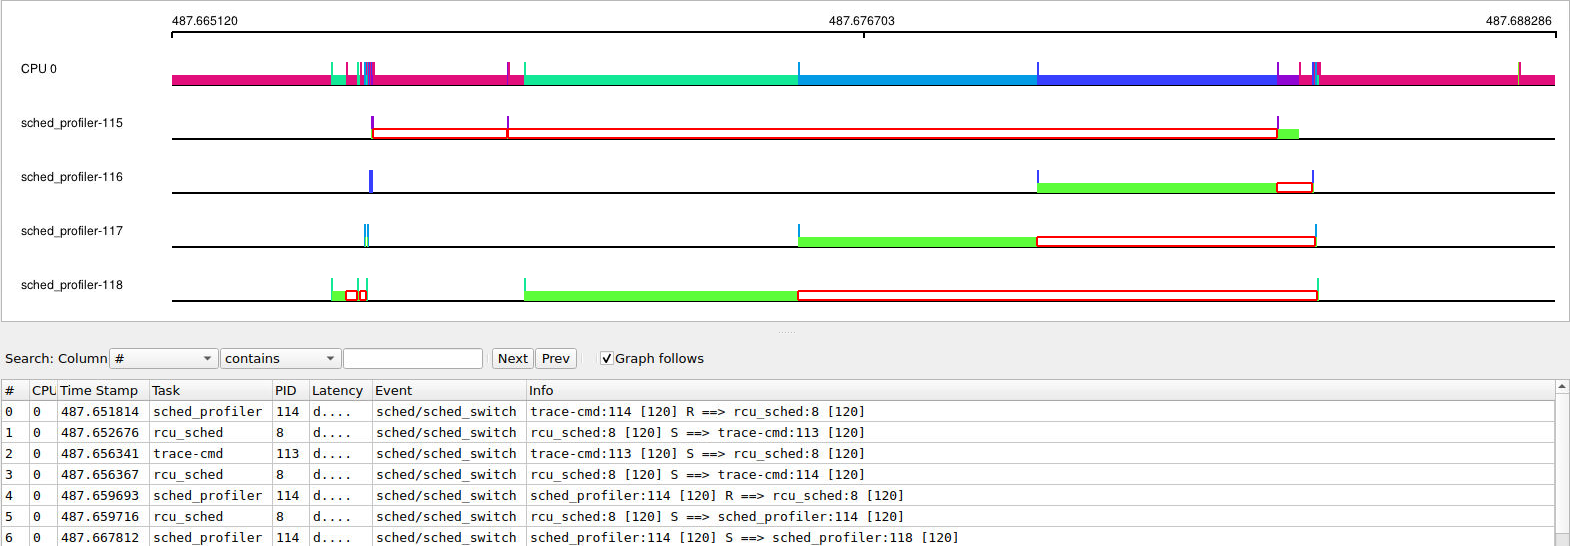 487.665120 487.676703 487.688286
CPU 0
sched_profiler-115
sched_profiler-116
sched_profiler-117
sched_profiler-118
Search: Column # contains Next Prev Graph follows
# CPU Time Stamp Task PID Latency Event Info
0 0 487.651814 sched_profiler 114 d.... sched/sched_switch trace-cmd:114 [120] R ==> rcu_sched:8 [120]
1 0 487.652676 rcu_sched 8 d.... sched/sched_switch rcu_sched:8 [120] S ==> trace-cmd:113 [120]
2 0 487.656341 trace-cmd 113 d.... sched/sched_switch trace-cmd:113 [120] S ==> rcu_sched:8 [120]
3 0 487.656367 rcu_sched 8 d.... sched/sched_switch rcu_sched:8 [120] S ==> trace-cmd:114 [120]
4 0 487.659693 sched_profiler 114 d.... sched/sched_switch sched_profiler:114 [120] R ==> rcu_sched:8 [120]
5 0 487.659716 rcu_sched 8 d.... sched/sched_switch rcu_sched:8 [120] S ==> sched_profiler:114 [120]
6 0 487.667812 sched_profiler 114 d.... sched/sched_switch sched_profiler:114 [120] S ==> sched_profiler:118 [120]